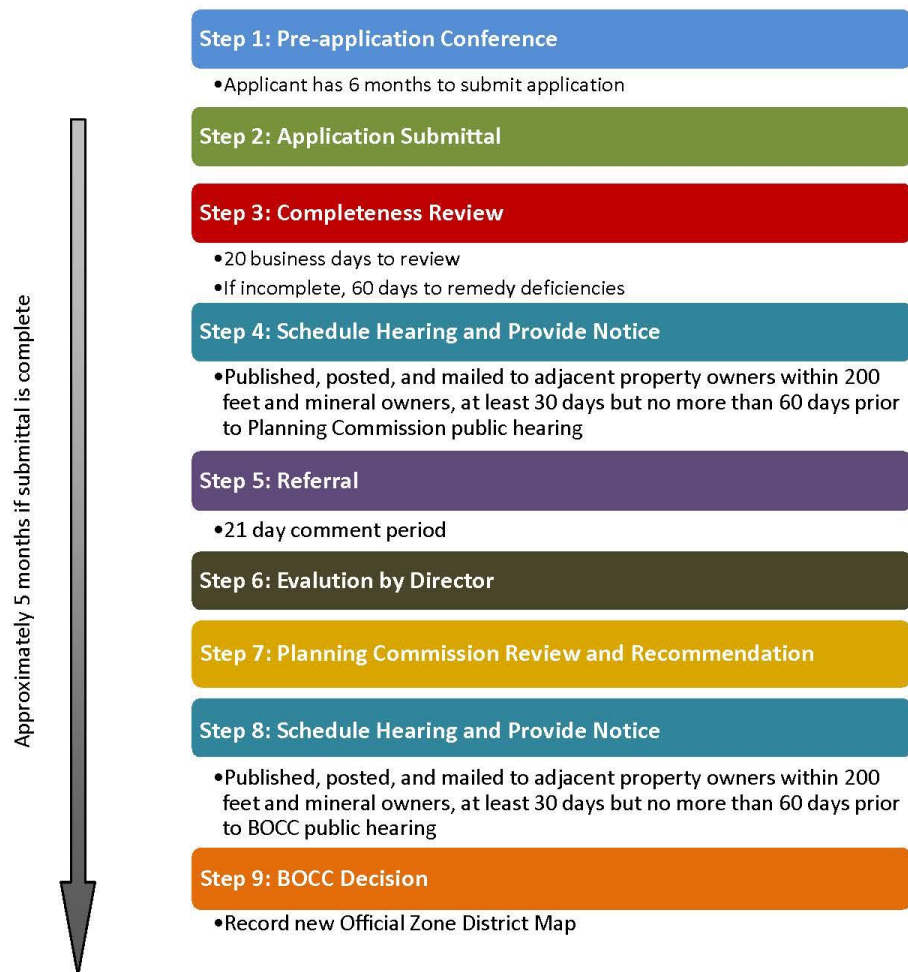 Step 1: Pre-application Conference
•Applicant has 6 months to submit application
Step 2: Application Submittal
Step 3: Completeness Review
•20 business days to review
•If incomplete, 60 days to remedy deficiencies
Step 4: Schedule Hearing and Provide Notice
•Published, posted, and mailed to adjacent property owners within 200
feet and mineral owners, at least 30 days but no more than 60 days prior
to Planning Commission public hearing
Step 5: Referral
•21 day comment period
Step 6: Evalution by Director
Step 7: Planning Commission Review and Recommendation
Step 8: Schedule Hearing and Provide Notice
•Published, posted, and mailed to adjacent property owners within 200
feet and mineral owners, at least 30 days but no more than 60 days prior
to BOCC public hearing
Step 9: BOCC Decision
•Record new Official Zone District Map
Approximately 5 months if submittal is complete